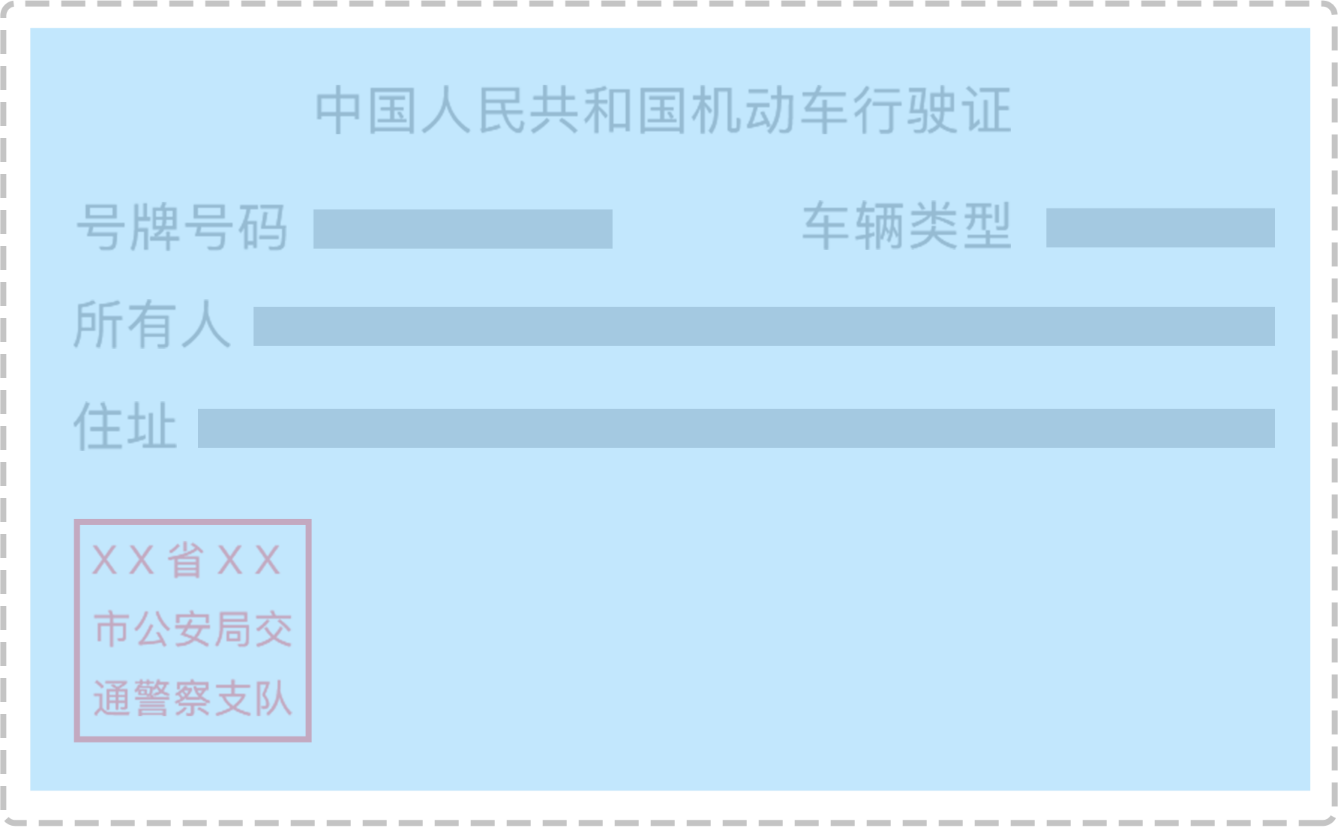 中国人民共和国机动车行驶证
号牌号码 车辆类型
所有人
住址
XX省XX
市公安局交
通警察支队